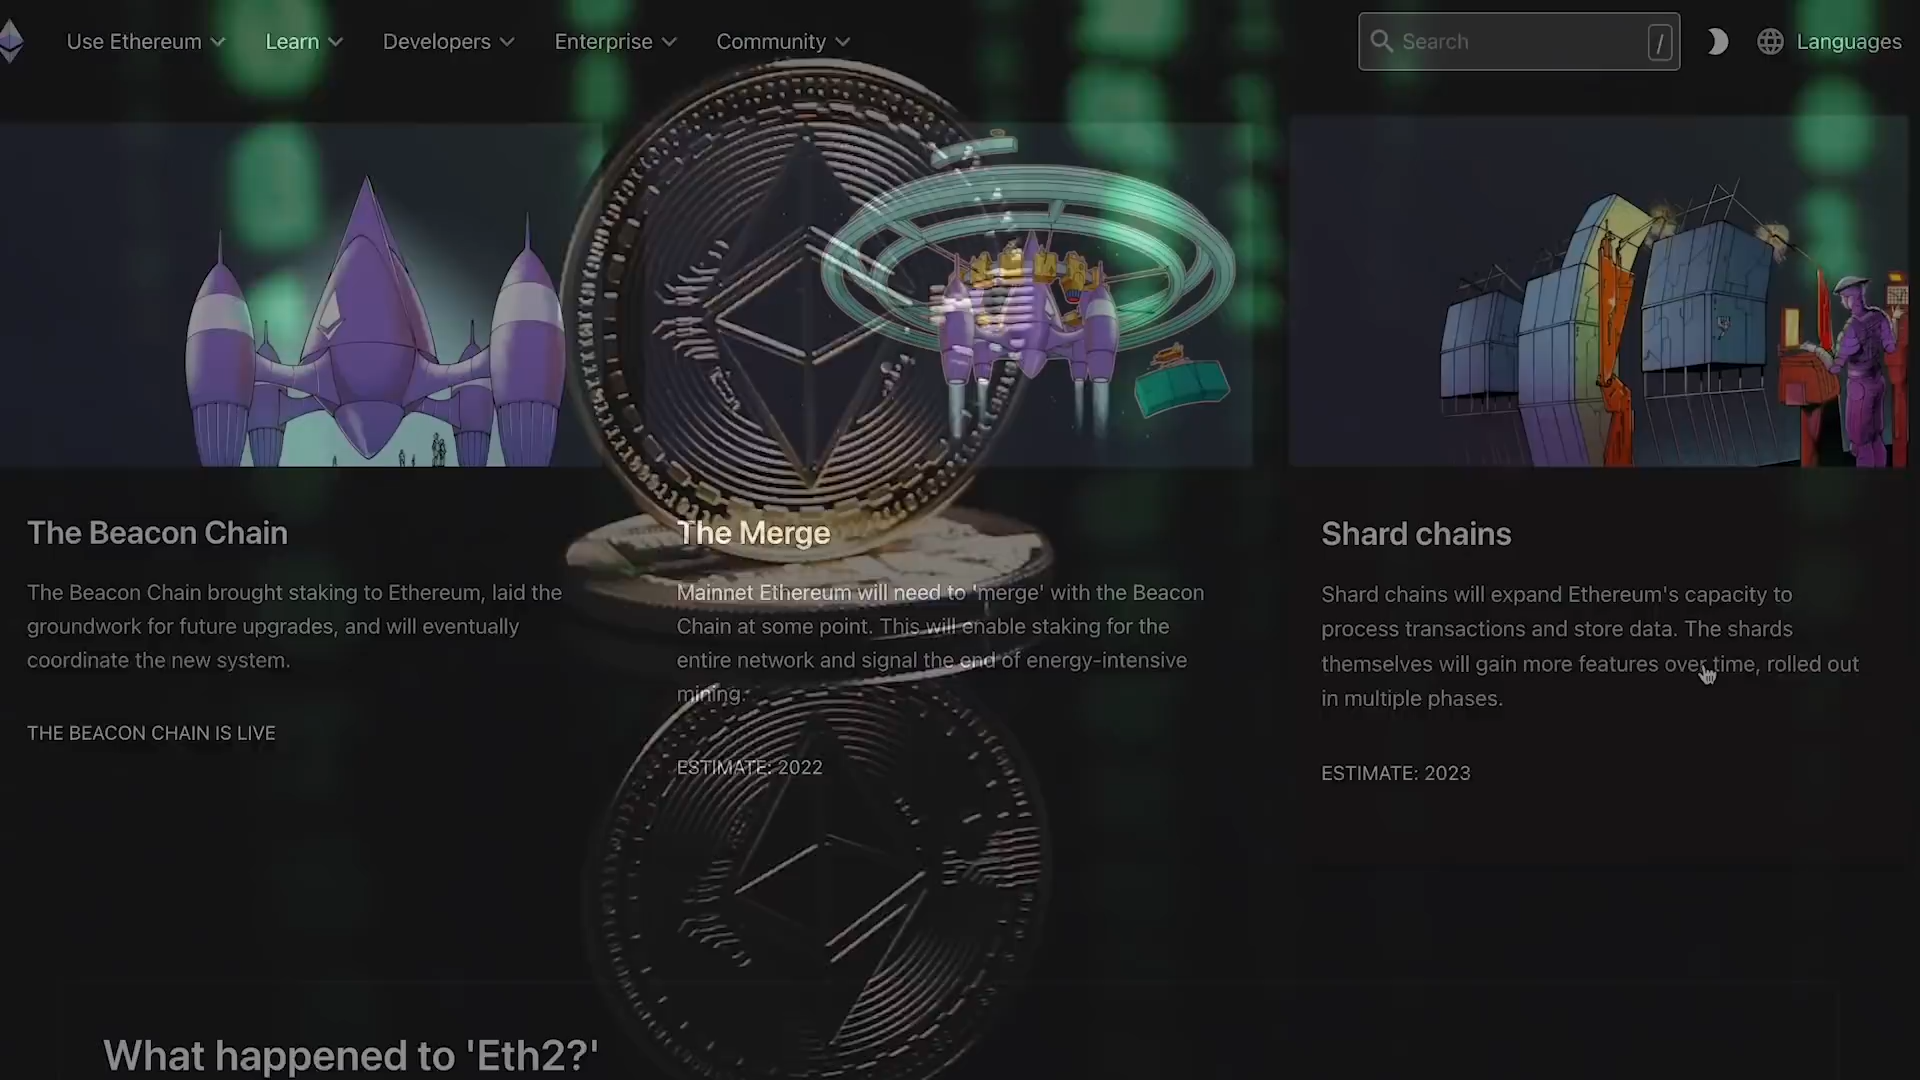 Use Ethereum
Learn
Developers
Enterprise
Community
Search
/
Languages
The Beacon Chain
The Beacon Chain brought staking to Ethereum, laid the
groundwork for future upgrades, and will eventually
coordinate the new system.
THE BEACON CHAIN IS LIVE
The Merge
Mainnet Ethereum will need to 'merge' with the Beacon
Chain at some point. This will enable staking for the
entire network and signal the end of energy-intensive
mining.
ESTIMATE: 2022
Shard chains
Shard chains will expand Ethereum's capacity to
process transactions and store data. The shards
themselves will gain more features over time, rolled out
in multiple phases.
ESTIMATE: 2023
What happened to 'Eth2?'